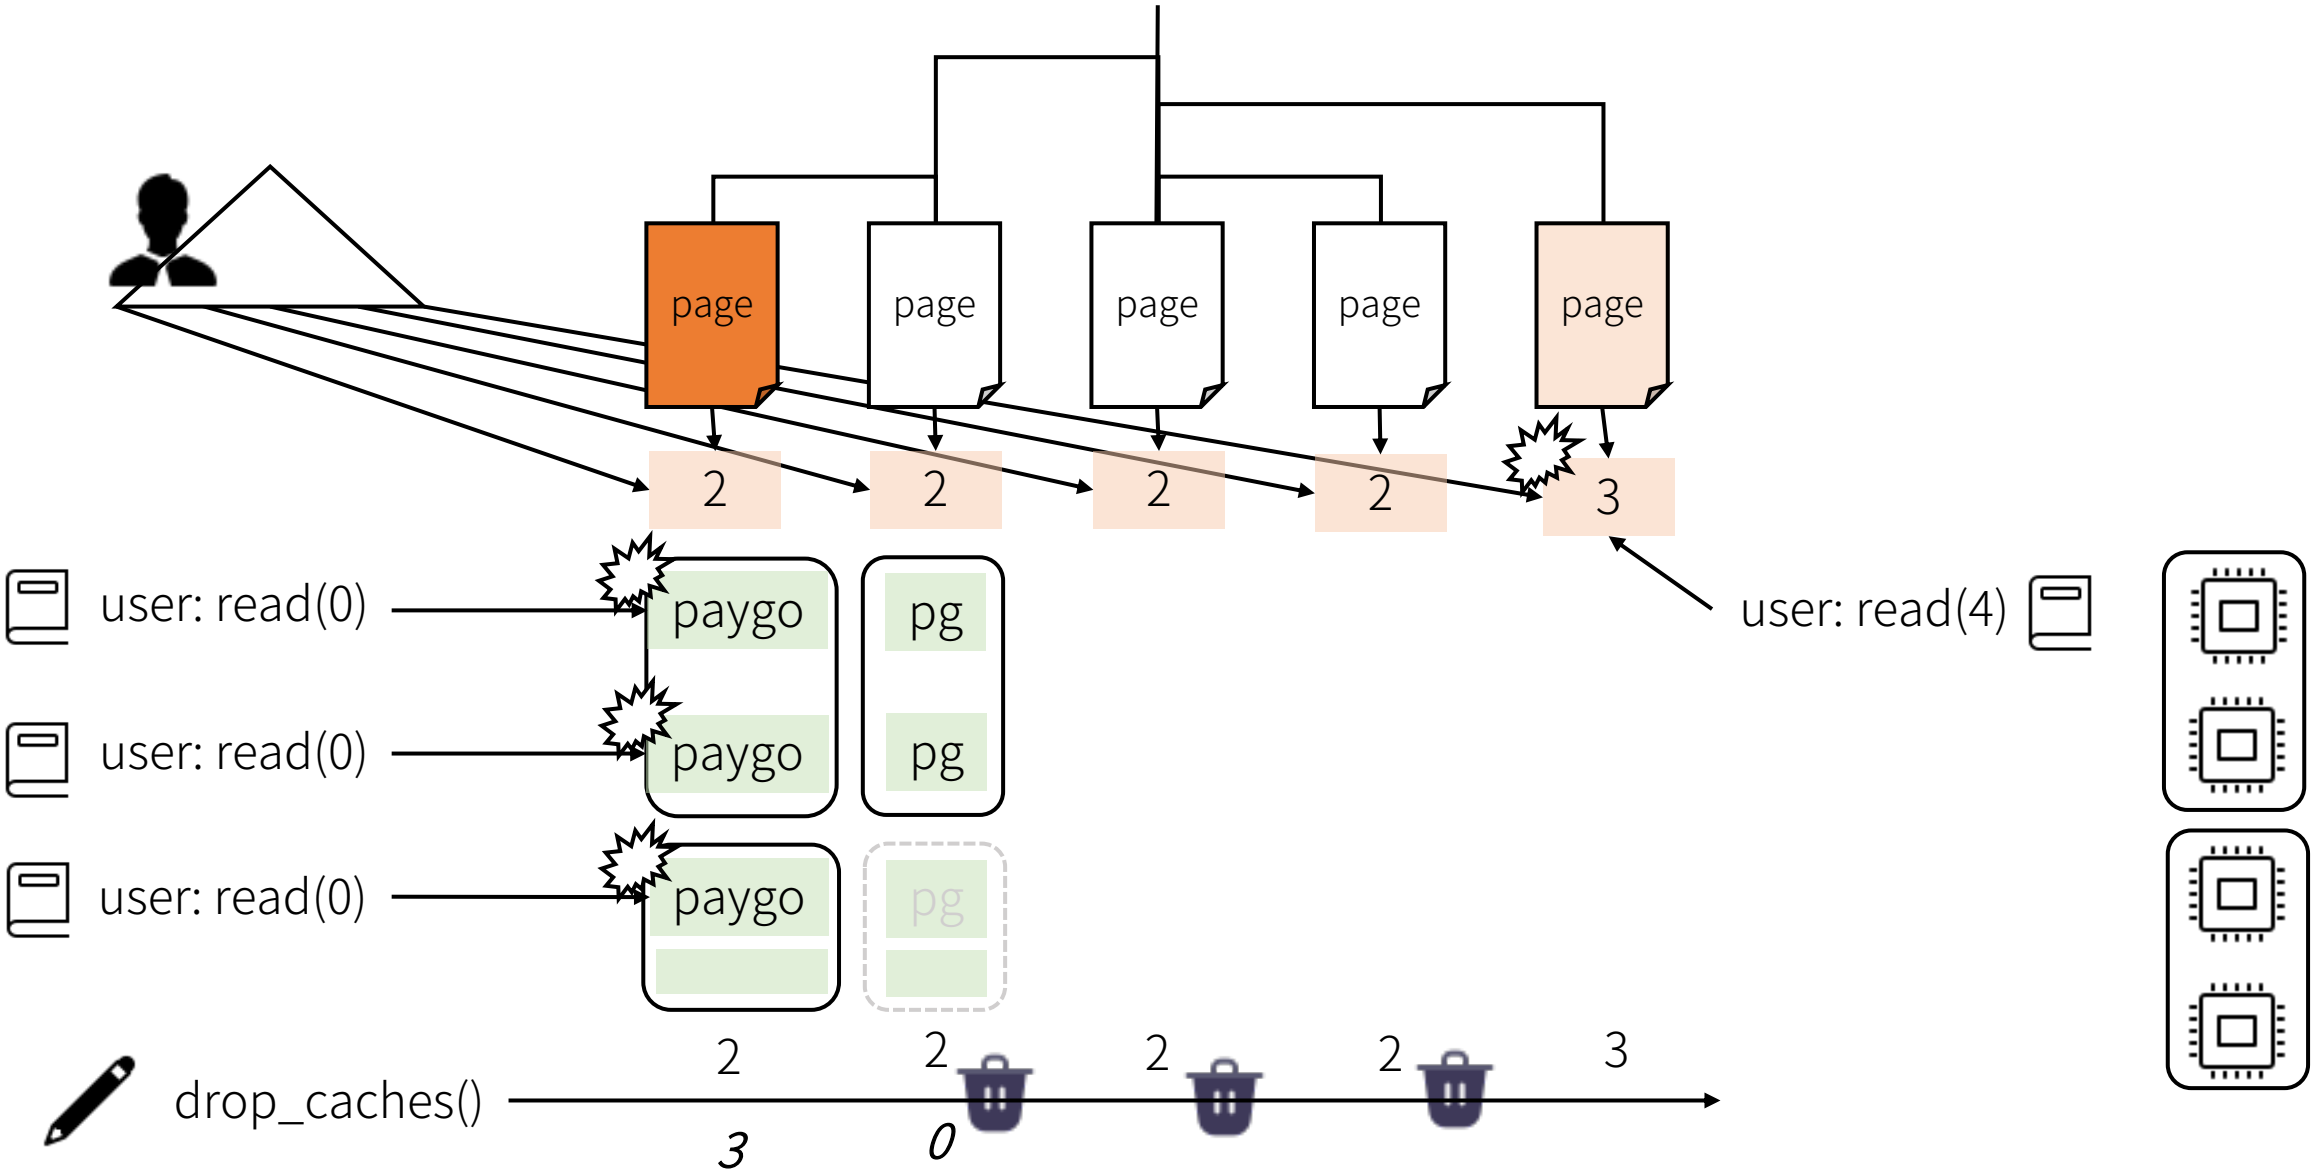 page page page page page
2 2 2 2 3
user: read(0) paygo pg user: read(4)
user: read(0) paygo pg
user: read(0) paygo pg
2 2 2 2 3
drop_caches()
3 0